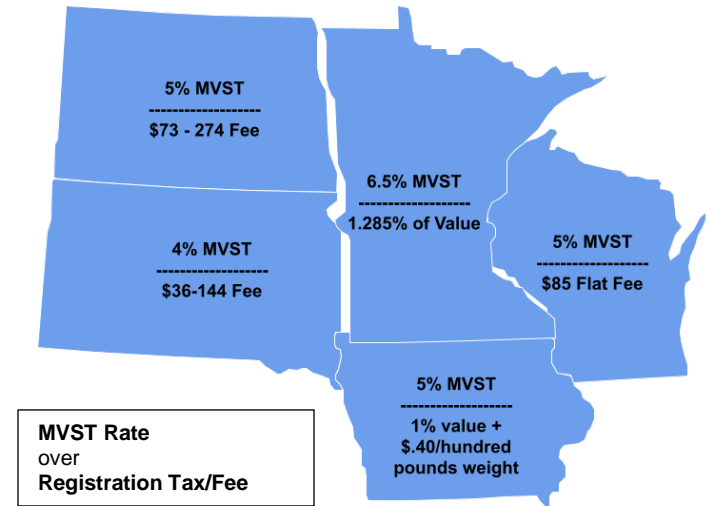 5% MVST
-------------------
$73 - 274 Fee
6.5% MVST
-------------------
1.285% of Value
4% MVST
-------------------
$36-144 Fee
5% MVST
-------------------
$85 Flat Fee
5% MVST
-------------------
1% value +
$.40/hundred
pounds weight
MVST Rate
over
Registration Tax/Fee